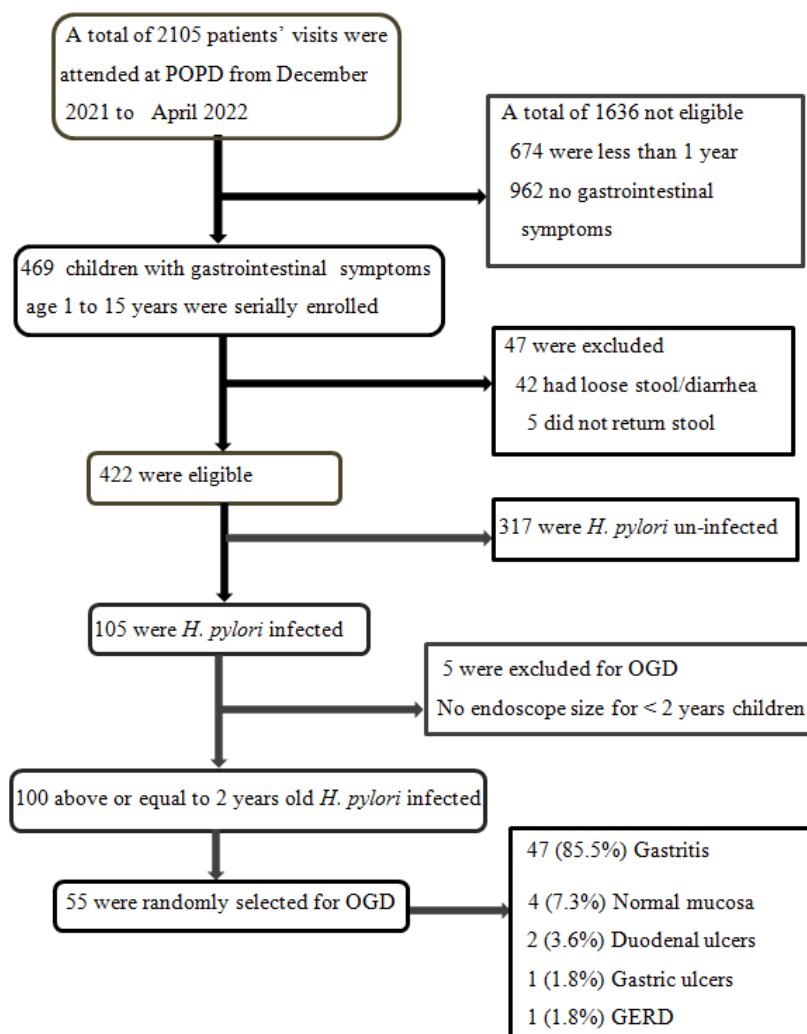 A total of 2105 patients’ visits were
attended at POPD from December
2021 to April 2022
A total of 1636 not eligible
674 were less than 1 year
962 no gastrointestinal
symptoms
469 children with gastrointestinal symptoms
age 1 to 15 years were serially enrolled
47 were excluded
42 had loose stool/diarrhea
5 did not return stool
422 were eligible
317 were H. pylori un-infected
105 were H. pylori infected
5 were excluded for OGD
No endoscope size for < 2 years children
100 above or equal to 2 years old H. pylori infected
55 were randomly selected for OGD
47 (85.5%) Gastritis
4 (7.3%) Normal mucosa
2 (3.6%) Duodenal ulcers
1 (1.8%) Gastric ulcers
1 (1.8%) GERD